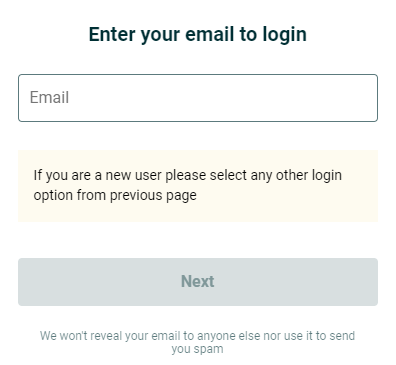 Enter your email to login
Email
If you are a new user please select any other login
option from previous page
Next
We won't reveal your email to anyone else nor use it to send
you spam